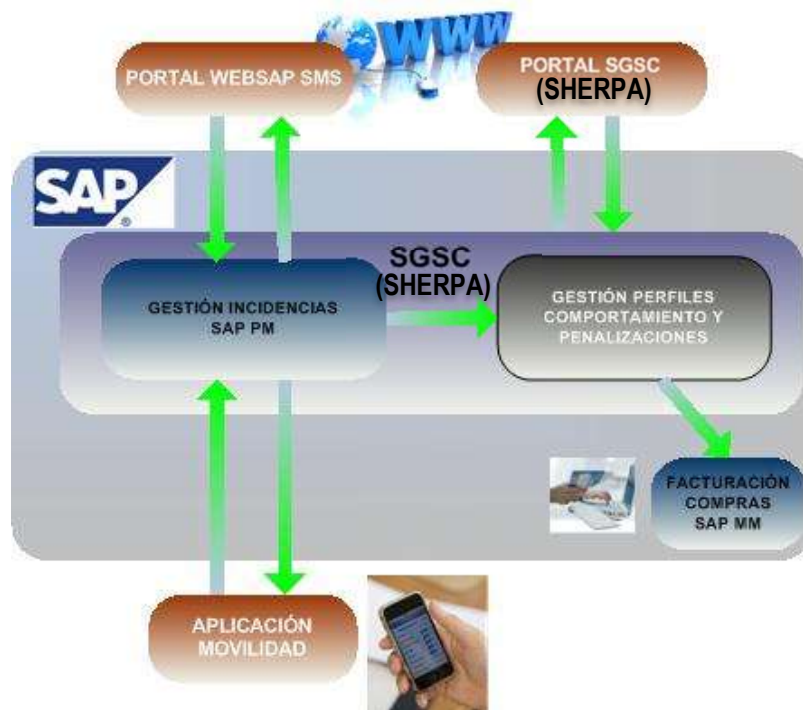 WWW
PORTAL WEBSAP SMS
PORTAL SGSC
(SHERPA)
SAP
®
SGSC
(SHERPA)
GESTIÓN INCIDENCIAS
SAP PM
GESTIÓN PERFILES
COMPORTAMIENTO Y
PENALIZACIONES
FACTURACIÓN
COMPRAS
SAP MM
APLICACIÓN
MOVILIDAD